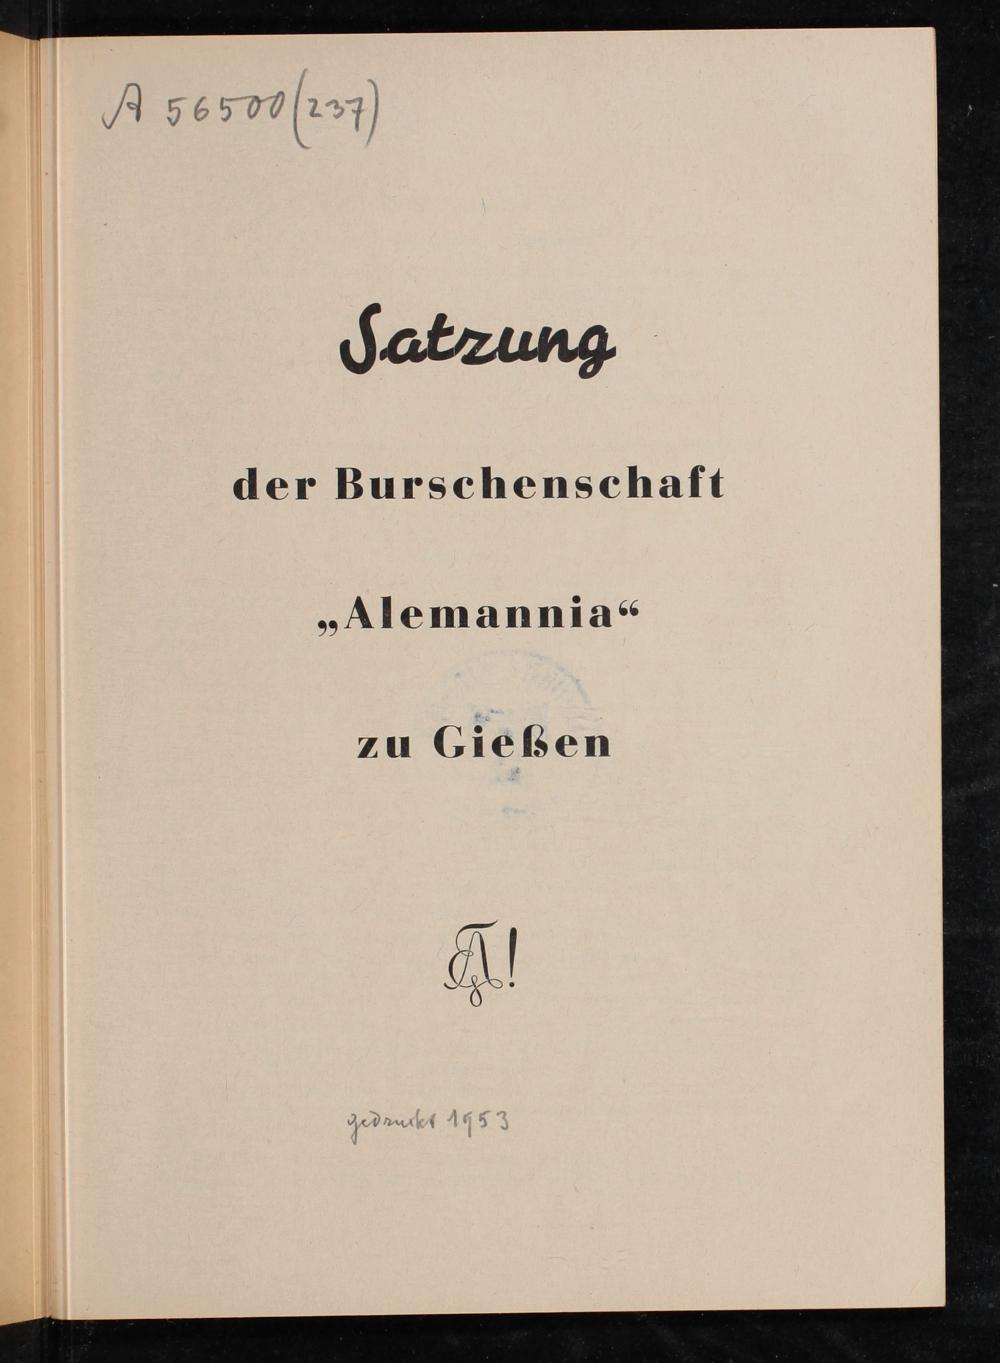 A 56500 (237)
Satzung
der Burschenschaft
„Alemannia“
zu Gießen
gedruckt 1953